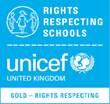 RIGHTS
RESPECTING
SCHOOLS
unicef
UNITED KINGDOM
GOLD – RIGHTS RESPECTING